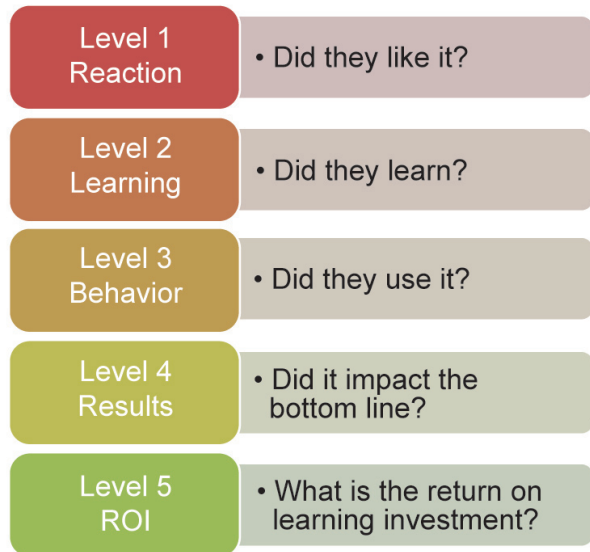 Level 1
Reaction
• Did they like it?
Level 2
Learning
• Did they learn?
Level 3
Behavior
• Did they use it?
Level 4
Results
• Did it impact the
bottom line?
Level 5
ROI
• What is the return on
learning investment?